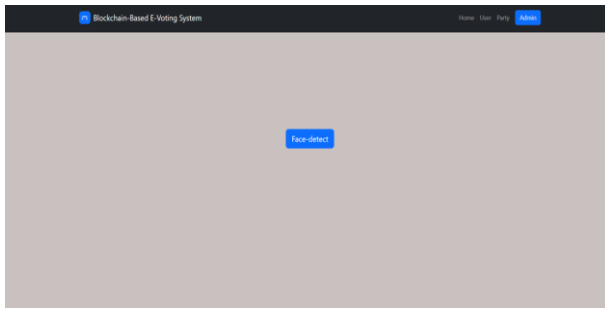 Blockchain-Based E-Voting System
Home User Party Admin
Face-detect